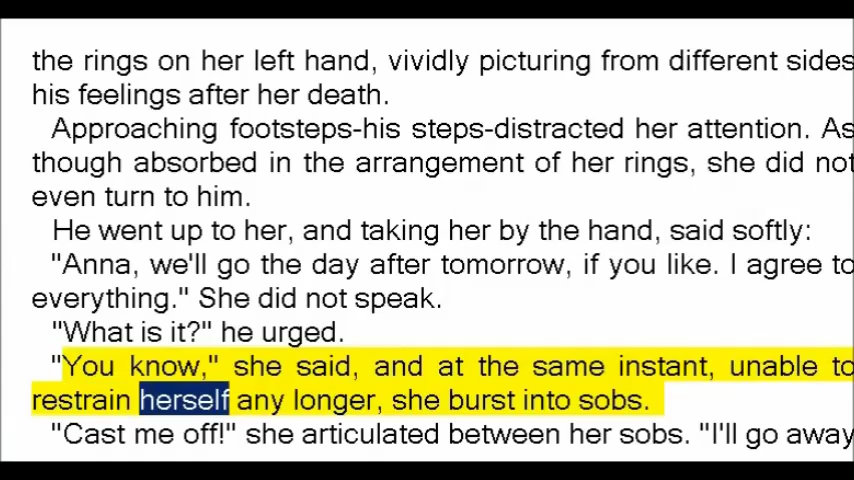 the rings on her left hand, vividly picturing from different sides
his feelings after her death.
Approaching footsteps-his steps-distracted her attention. As
though absorbed in the arrangement of her rings, she did not
even turn to him.
He went up to her, and taking her by the hand, said softly:
"Anna, we'll go the day after tomorrow, if you like. I agree to
everything." She did not speak.
"What is it?" he urged.
"You know," she said, and at the same instant, unable to
restrain herself any longer, she burst into sobs.
"Cast me off!" she articulated between her sobs. "I'll go away